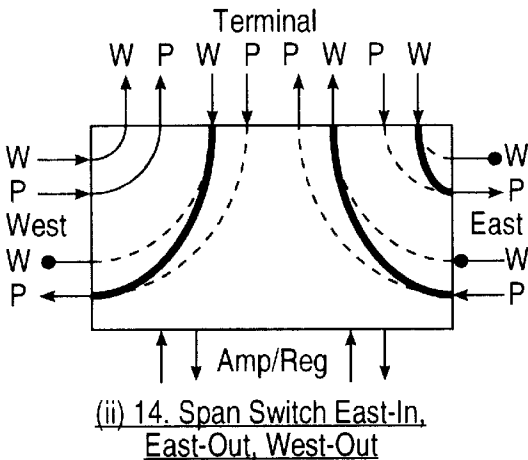 Terminal
W P W P P W P W
W
W
P
P
West
East
W
W
P
P
Amp/Reg
(ii) 14. Span Switch East-In,
East-Out, West-Out